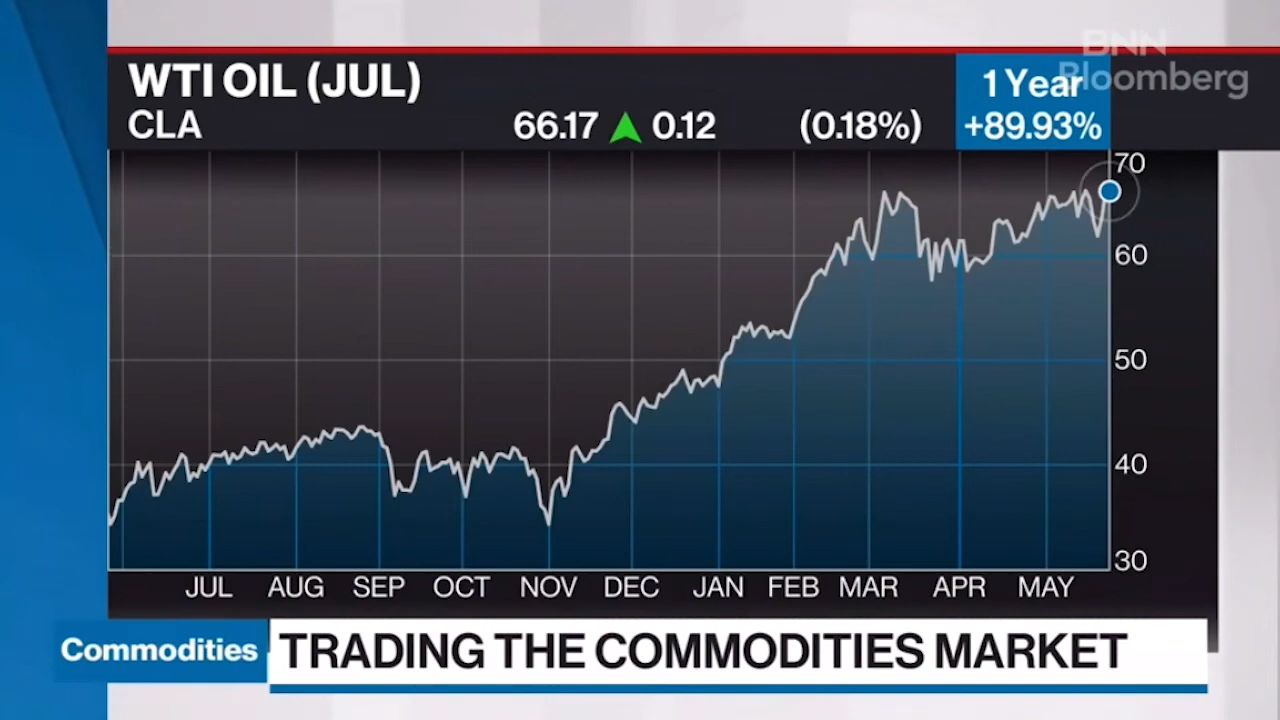 BNN
Bloomberg
WTI OIL (JUL)
CLA
66.17 ▲ 0.12 (0.18%)
1 Year
+89.93%
70
60
50
40
30
JUL AUG SEP OCT NOV DEC JAN FEB MAR APR MAY
Commodities
TRADING THE COMMODITIES MARKET